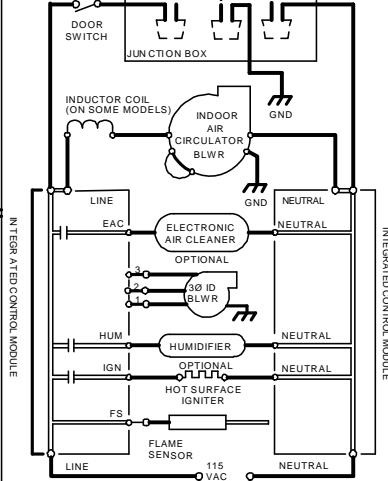 DOOR
SWITCH
JUNCTION BOX
GND
INDUCTOR COIL
(ON SOME MODELS)
INDOOR
AIR
CIRCULATOR
BLWR
GND
LINE
NEUTRAL
EAC
ELECTRONIC
AIR CLEANER
NEUTRAL
OPTIONAL
3
2
1
3Ø ID
BLWR
INTEGRATED CONTROL MODULE
INTEGRATED CONTROL MODULE
HUM
HUMIDIFIER
NEUTRAL
OPTIONAL
IGN
NEUTRAL
HOT SURFACE
IGNITER
FS
FLAME
SENSOR
LINE
115
VAC
NEUTRAL